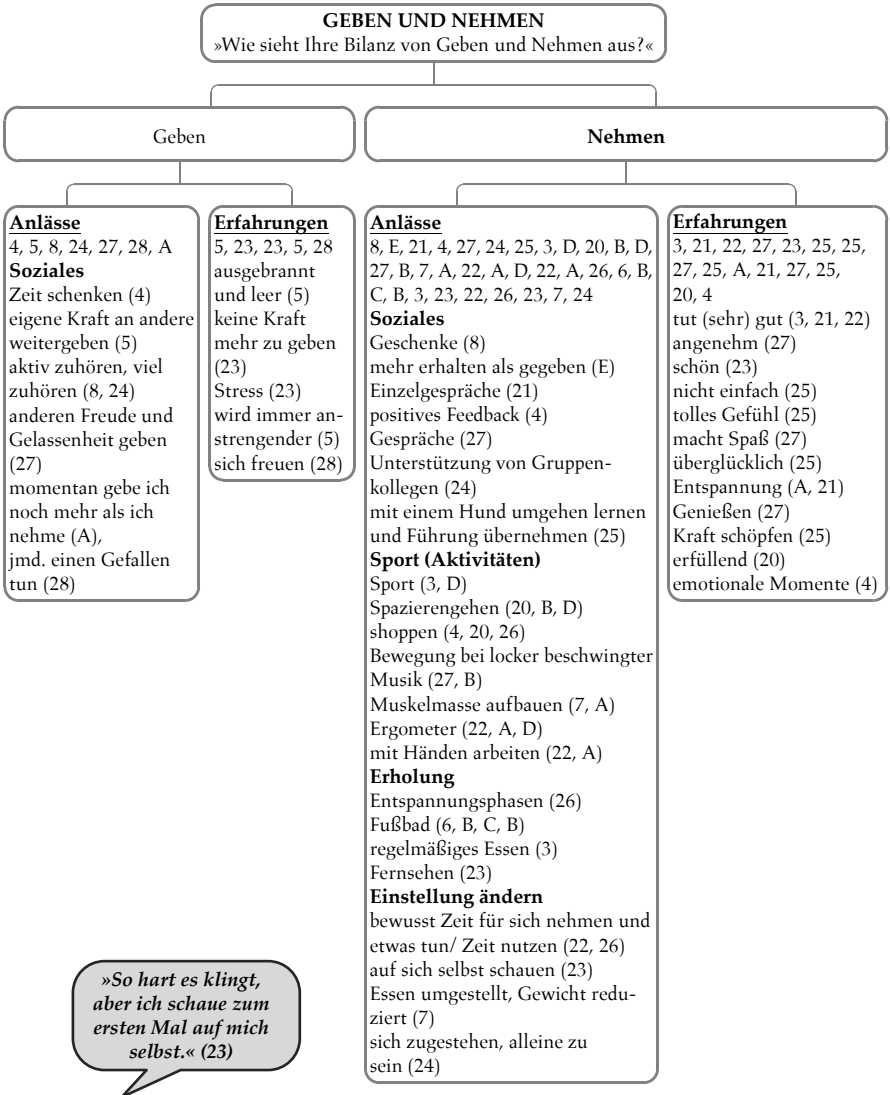 GEBEN UND NEHMEN
»Wie sieht Ihre Bilanz von Geben und Nehmen aus?«
Geben
Nehmen
Anlässe
4, 5, 8, 24, 27, 28, A
Soziales
Zeit schenken (4)
eigene Kraft an andere
weitergeben (5)
aktiv zuhören, viel
zuhören (8, 24)
anderen Freude und
Gelassenheit geben
(27)
momentan gebe ich
noch mehr als ich
nehme (A),
jmd. einen Gefallen
tun (28)
Erfahrungen
5, 23, 23, 5, 28
ausgebrannt
und leer (5)
keine Kraft
mehr zu geben
(23)
Stress (23)
wird immer an-
strengender (5)
sich freuen (28)
Anlässe
8, E, 21, 4, 27, 24, 25, 3, D, 20, B, D,
27, B, 7, A, 22, A, D, 22, A, 26, 6, B,
C, B, 3, 23, 22, 26, 23, 7, 24
Soziales
Geschenke (8)
mehr erhalten als gegeben (E)
Einzelgespräche (21)
positives Feedback (4)
Gespräche (27)
Unterstützung von Gruppen-
kollegen (24)
mit einem Hund umgehen lernen
und Führung übernehmen (25)
Sport (Aktivitäten)
Sport (3, D)
Spazierengehen (20, B, D)
shoppen (4, 20, 26)
Bewegung bei locker beschwingter
Musik (27, B)
Muskelmasse aufbauen (7, A)
Ergometer (22, A, D)
mit Händen arbeiten (22, A)
Erholung
Entspannungsphasen (26)
Fußbad (6, B, C, B)
regelmäßiges Essen (3)
Fernsehen (23)
Einstellung ändern
bewusst Zeit für sich nehmen und
etwas tun/ Zeit nutzen (22, 26)
auf sich selbst schauen (23)
Essen umgestellt, Gewicht redu-
ziert (7)
sich zugestehen, alleine zu
sein (24)
Erfahrungen
3, 21, 22, 27, 23, 25, 25,
27, 25, A, 21, 27, 25,
20, 4
tut (sehr) gut (3, 21, 22)
angenehm (27)
schön (23)
nicht einfach (25)
tolles Gefühl (25)
macht Spaß (27)
überglücklich (25)
Entspannung (A, 21)
Genießen (27)
Kraft schöpfen (25)
erfüllend (20)
emotionale Momente (4)
»So hart es klingt,
aber ich schaue zum
ersten Mal auf mich
selbst.« (23)